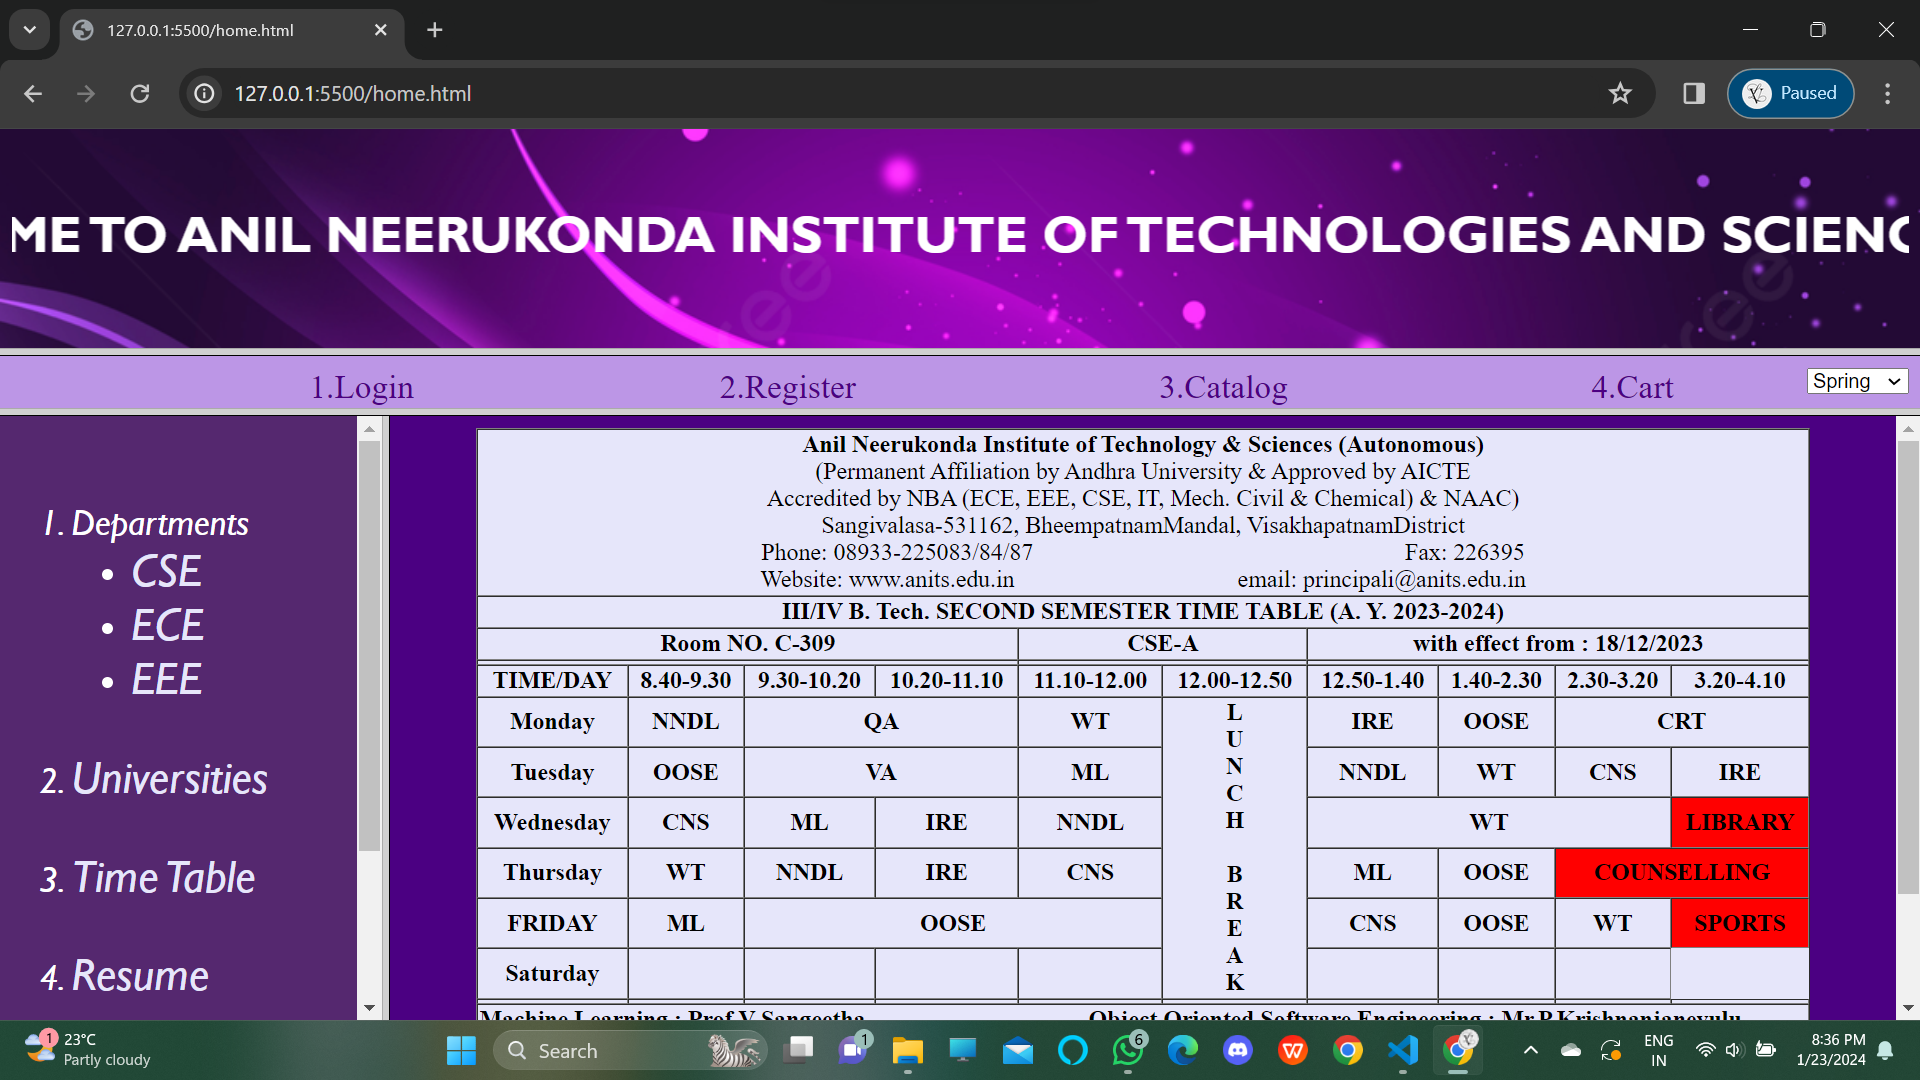 127.0.0.1:5500/home.html
127.0.0.1:5500/home.html
Paused
ME TO ANIL NEERUKONDA INSTITUTE OF TECHNOLOGIES AND SCIENC
1.Login 2.Register 3.Catalog 4.Cart Spring
1. Departments
CSE
ECE
EEE
2. Universities
3. Time Table
4. Resume
Anil Neerukonda Institute of Technology & Sciences (Autonomous)
(Permanent Affiliation by Andhra University & Approved by AICTE
Accredited by NBA (ECE, EEE, CSE, IT, Mech. Civil & Chemical) & NAAC)
Sangivalasa-531162, BheempatnamMandal, VisakhapatnamDistrict
Phone: 08933-225083/84/87 Fax: 226395
Website: www.anits.edu.in email: principali@anits.edu.in
III/IV B. Tech. SECOND SEMESTER TIME TABLE (A. Y. 2023-2024)
Room NO. C-309 CSE-A with effect from : 18/12/2023
TIME/DAY 8.40-9.30 9.30-10.20 10.20-11.10 11.10-12.00 12.00-12.50 12.50-1.40 1.40-2.30 2.30-3.20 3.20-4.10
Monday NNDL QA WT L U N C H B R E A K IRE OOSE CRT
Tuesday OOSE VA ML NNDL WT CNS IRE
Wednesday CNS ML IRE NNDL WT LIBRARY
Thursday WT NNDL IRE CNS ML OOSE COUNSELLING
FRIDAY ML OOSE CNS OOSE WT SPORTS
Saturday
Machine Learning : Prof.V.Sangeetha Object Oriented Software Engineering : Mr.P.Krishnanjaneyulu
1
23°C
Partly cloudy
Search
1
6
ENG
IN
8:36 PM
1/23/2024